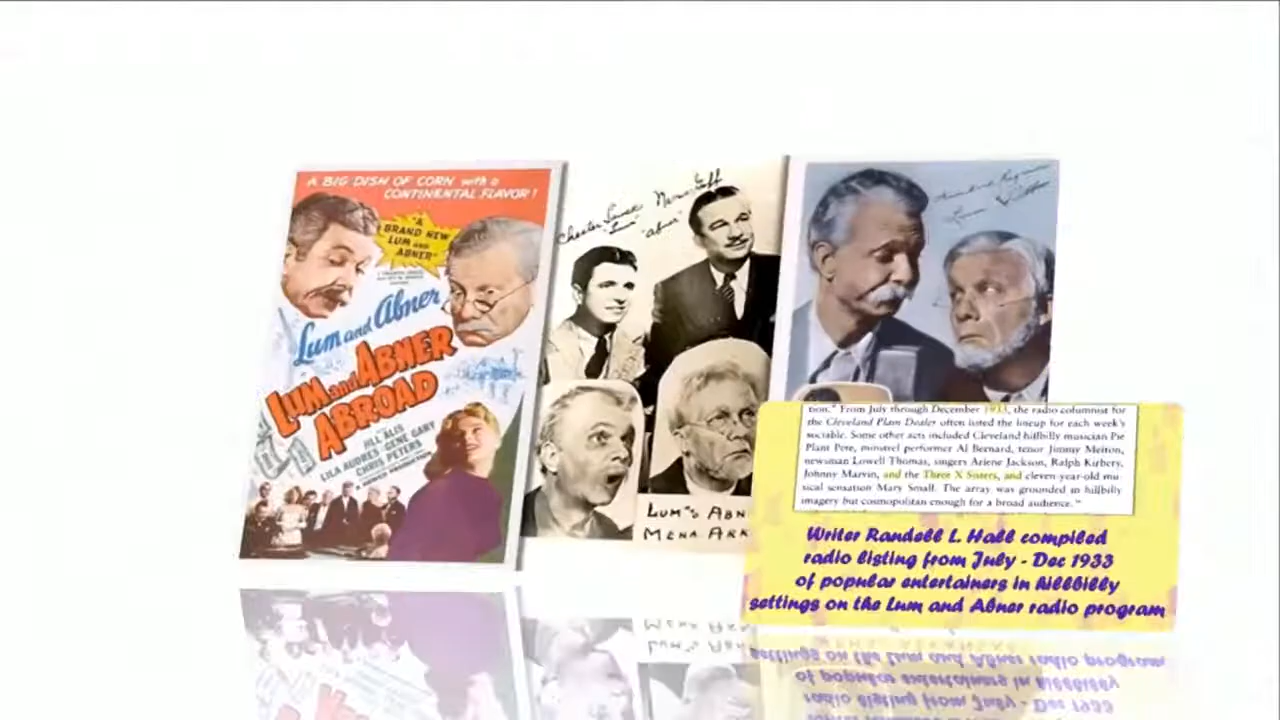 A BIG DISH OF CORN with a
CONTINENTAL FLAVOR!
"A
BRAND NEW
LUM AND
ABNER"
Lum and Abner
LUM and ABNER
ABROAD
JILL ALIS
LILA AUDRES GENE GARY
CHRIS PETERS
Chester Lauck
"Lum"
Norris Goff
"abner"
LUM'S ABN
MENA ARK
tion." From July through December 1933, the radio columnist for
the Cleveland Plain Dealer often listed the lineup for each week's
sociable. Some other acts included Cleveland hillbilly musician Pie
Plant Pete, minstrel performer Al Bernard, tenor Jimmy Melton,
newsman Lowell Thomas, singers Arlene Jackson, Ralph Kirbery,
Johnny Marvin, and the Three X Sisters, and eleven-year-old mu-
sical sensation Mary Small. The array was grounded in hillbilly
imagery but cosmopolitan enough for a broad audience."
Writer Randell L. Hall compiled
radio listing from July - Dec 1933
of popular entertainers in hillbilly
settings on the Lum and Abner radio program